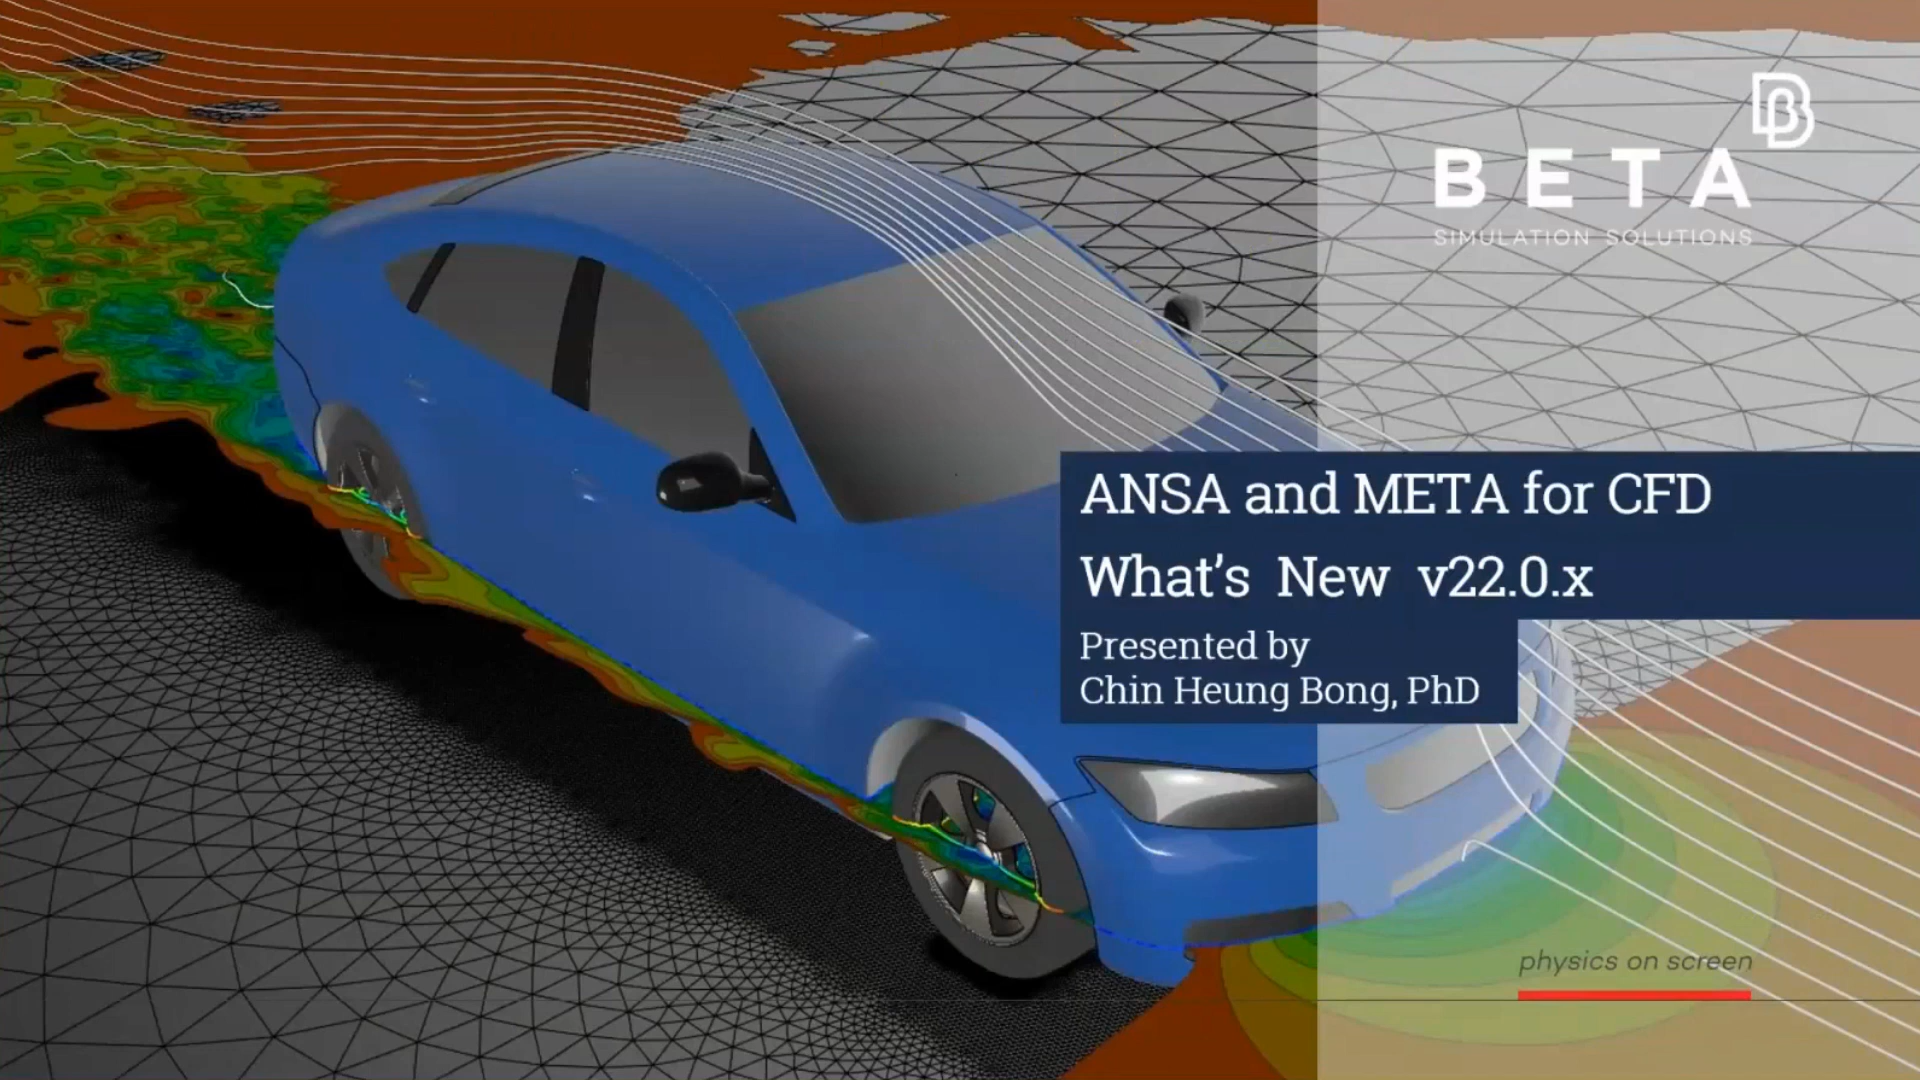 BETA
SIMULATION SOLUTIONS
ANSA and META for CFD
What's New v22.0.x
Presented by
Chin Heung Bong, PhD
physics on screen